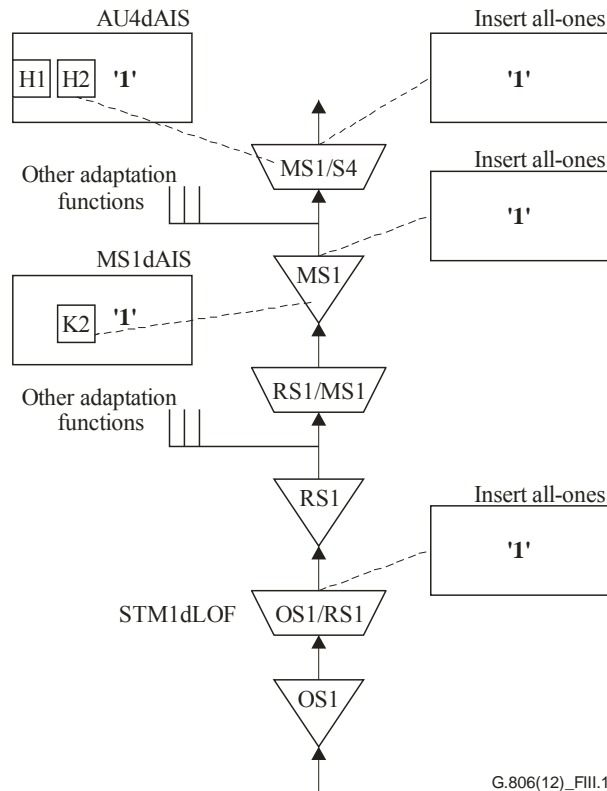 AU4dAIS
Insert all-ones
H1 H2 '1'
'1'
MS1/S4
Insert all-ones
Other adaptation
functions
'1'
MS1dAIS
MS1
K2 '1'
RS1/MS1
Other adaptation
functions
RS1
Insert all-ones
'1'
STM1dLOF
OS1/RS1
OS1
G.806(12)_FIII.1